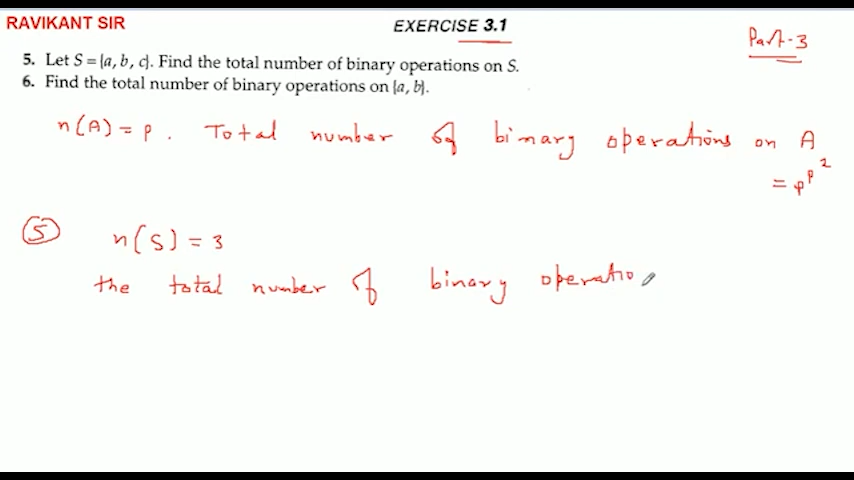 RAVIKANT SIR
EXERCISE 3.1
Part-3
5. Let S = {a, b, c}. Find the total number of binary operations on S.
6. Find the total number of binary operations on {a, b}.
n(A) = p. Total number of binary operations on A
= p^p^2
(5) n(S) = 3
the total number of binary operatio